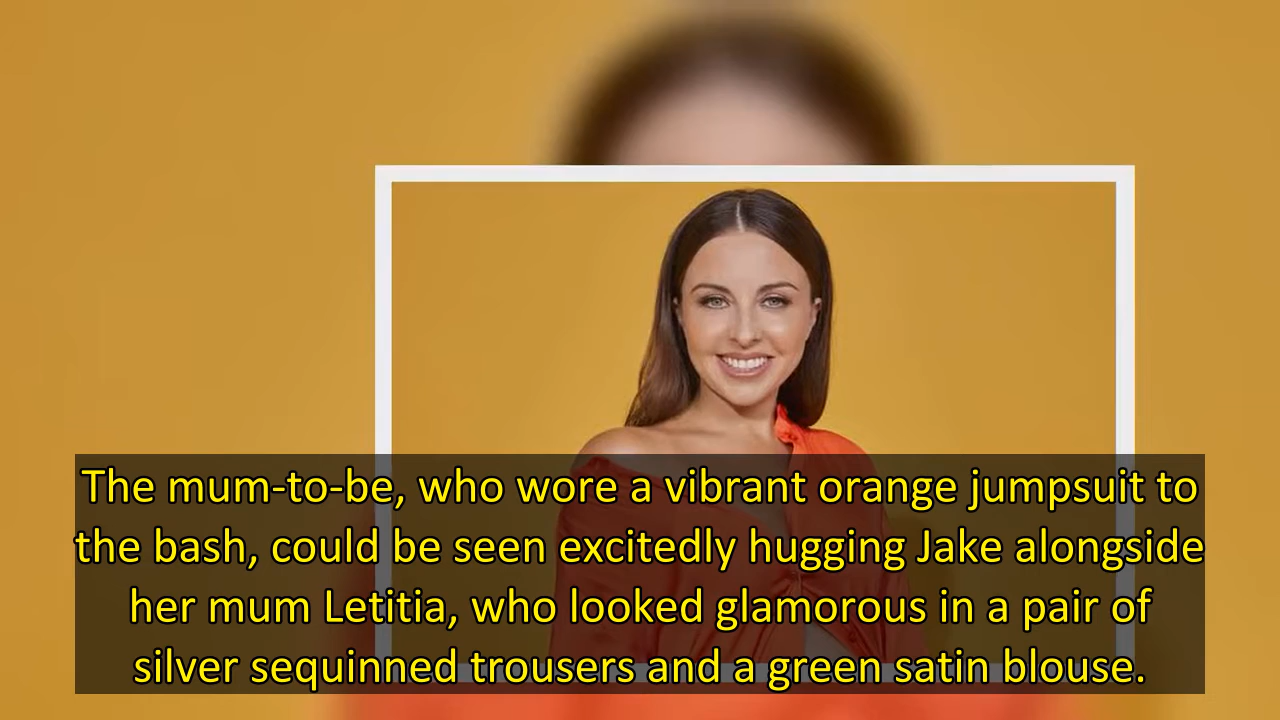 The mum-to-be, who wore a vibrant orange jumpsuit to
the bash, could be seen excitedly hugging Jake alongside
her mum Letitia, who looked glamorous in a pair of
silver sequinned trousers and a green satin blouse.